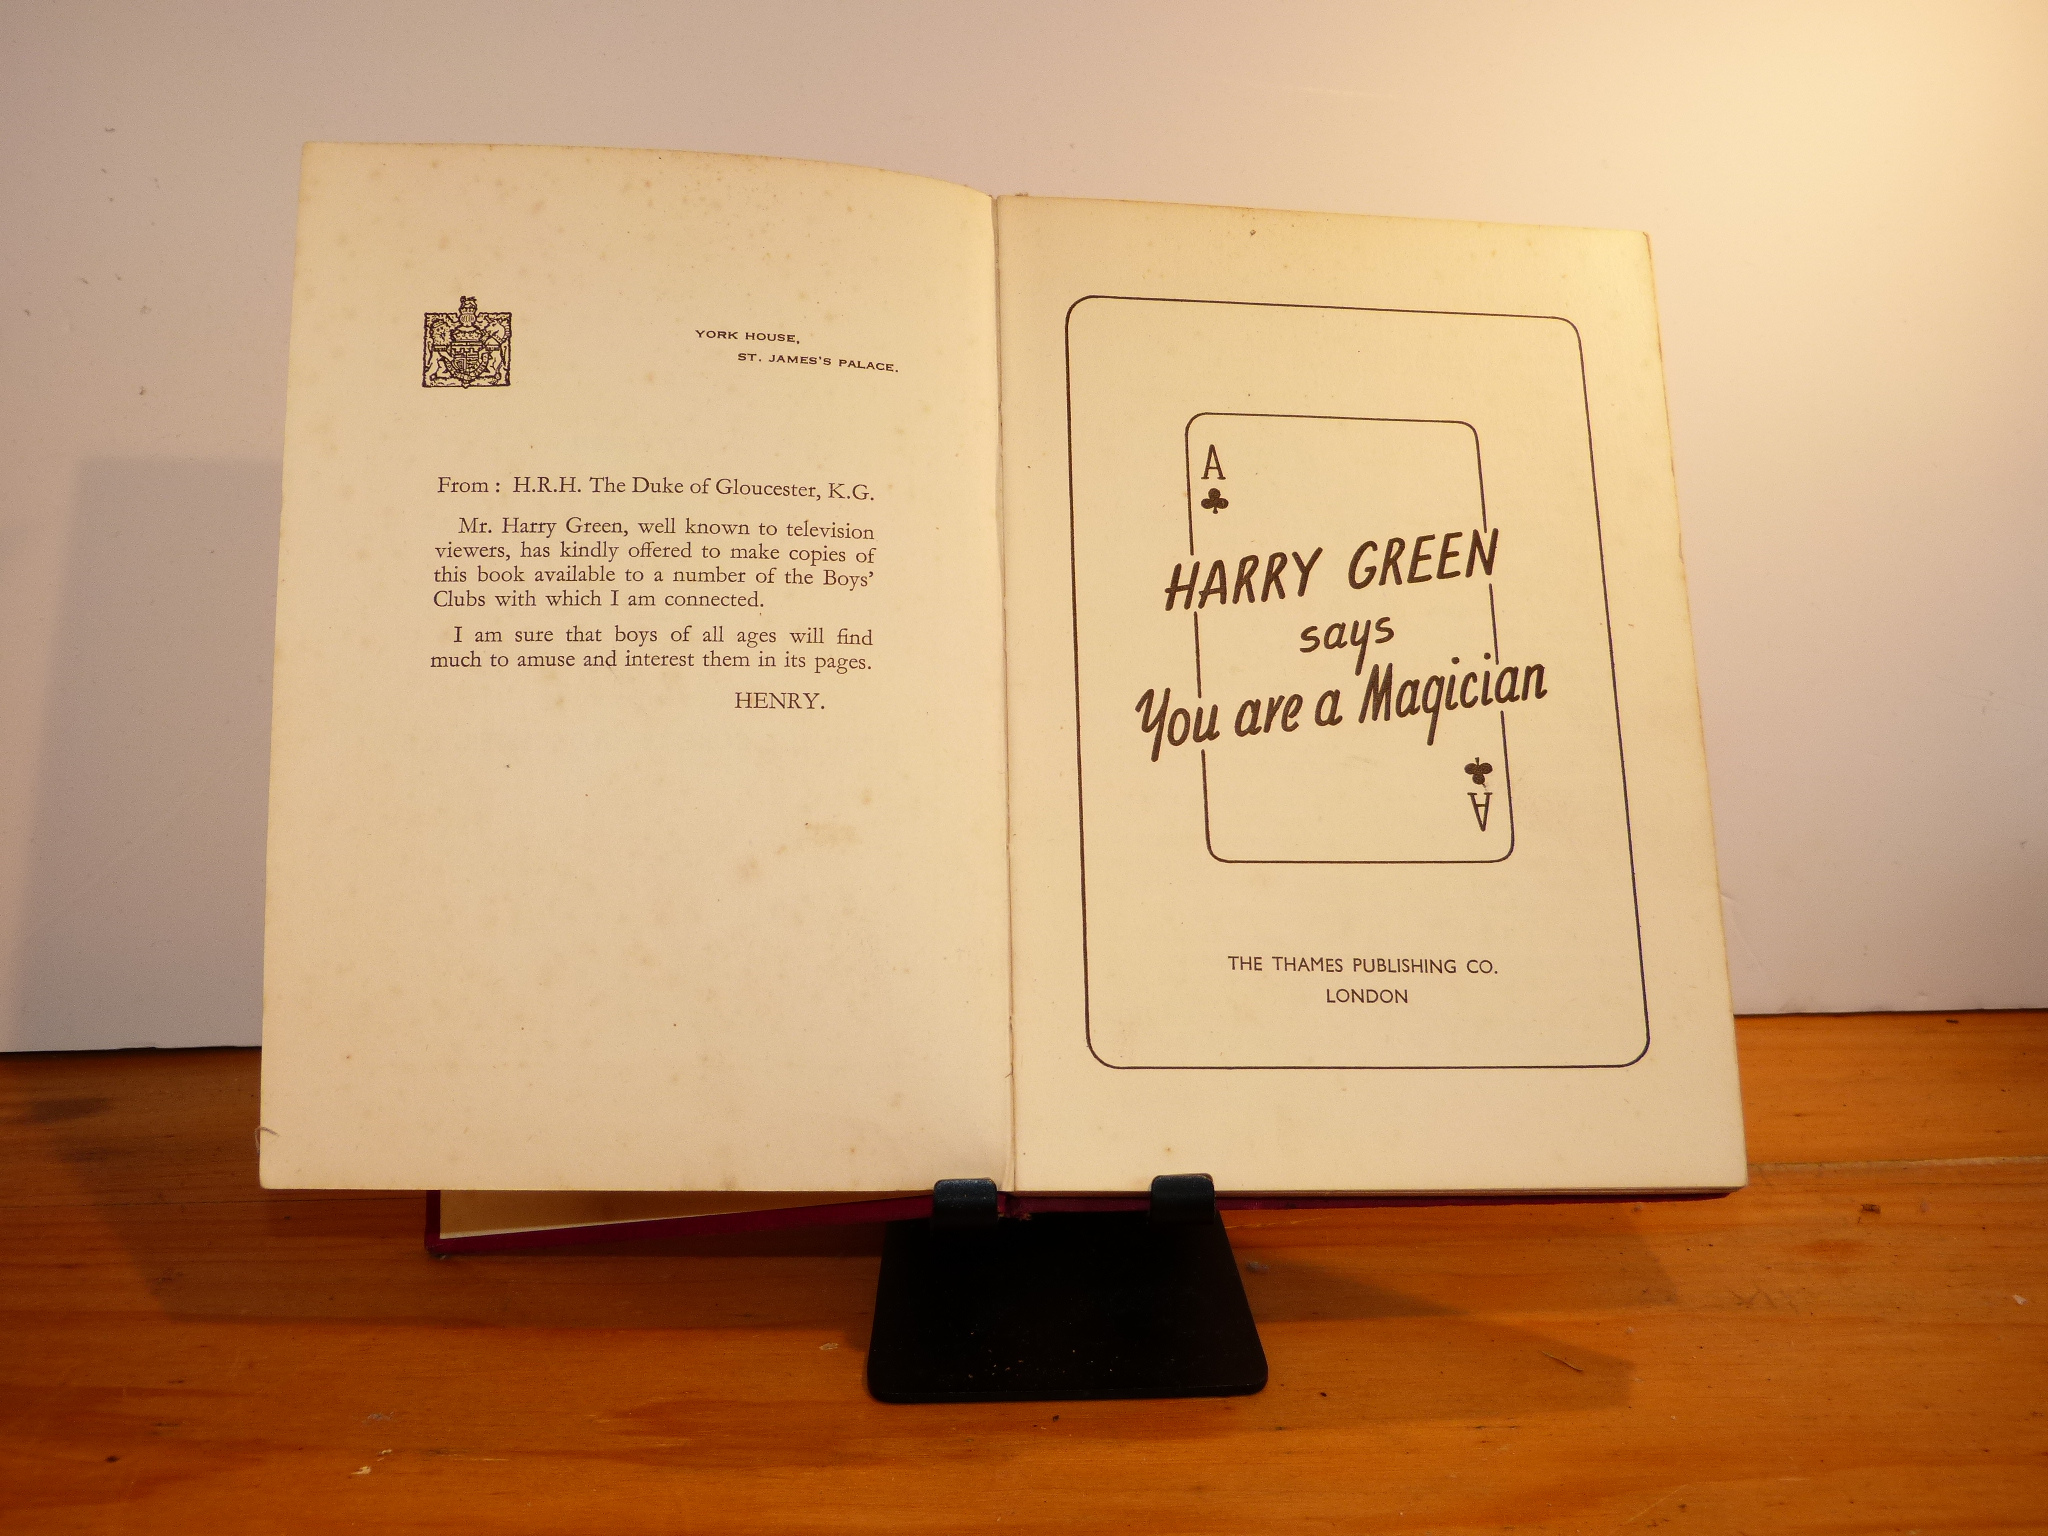 YORK HOUSE,
ST. JAMES'S PALACE.
From : H.R.H. The Duke of Gloucester, K.G.
Mr. Harry Green, well known to television
viewers, has kindly offered to make copies of
this book available to a number of the Boys'
Clubs with which I am connected.
I am sure that boys of all ages will find
much to amuse and interest them in its pages.
HENRY.
A
HARRY GREEN
says
You are a Magician
A
THE THAMES PUBLISHING CO.
LONDON